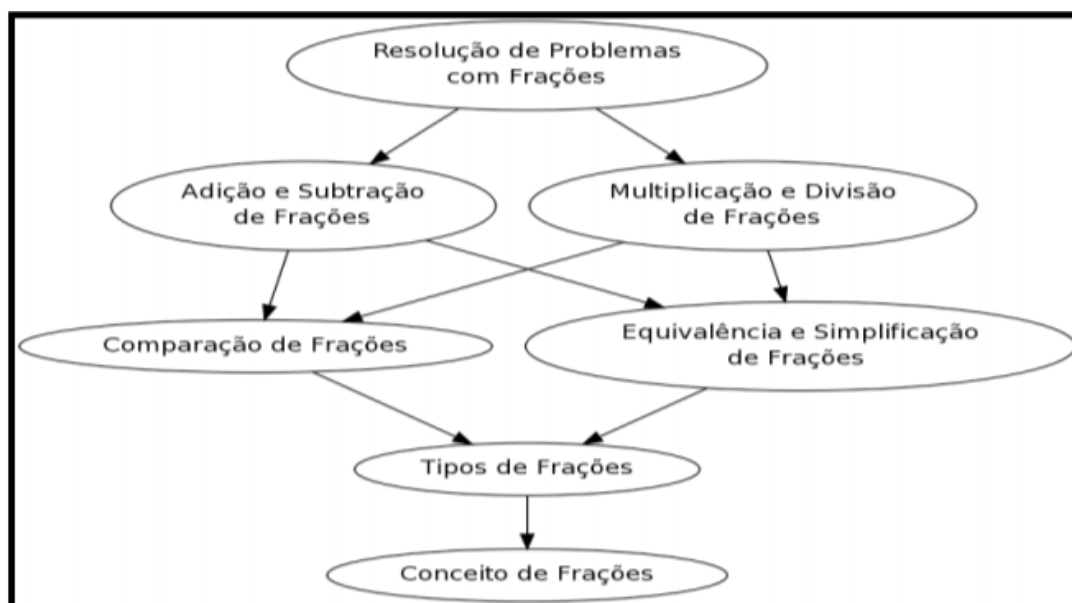 Resolução de Problemas
com Frações
Adição e Subtração
de Frações
Multiplicação e Divisão
de Frações
Comparação de Frações
Equivalência e Simplificação
de Frações
Tipos de Frações
Conceito de Frações